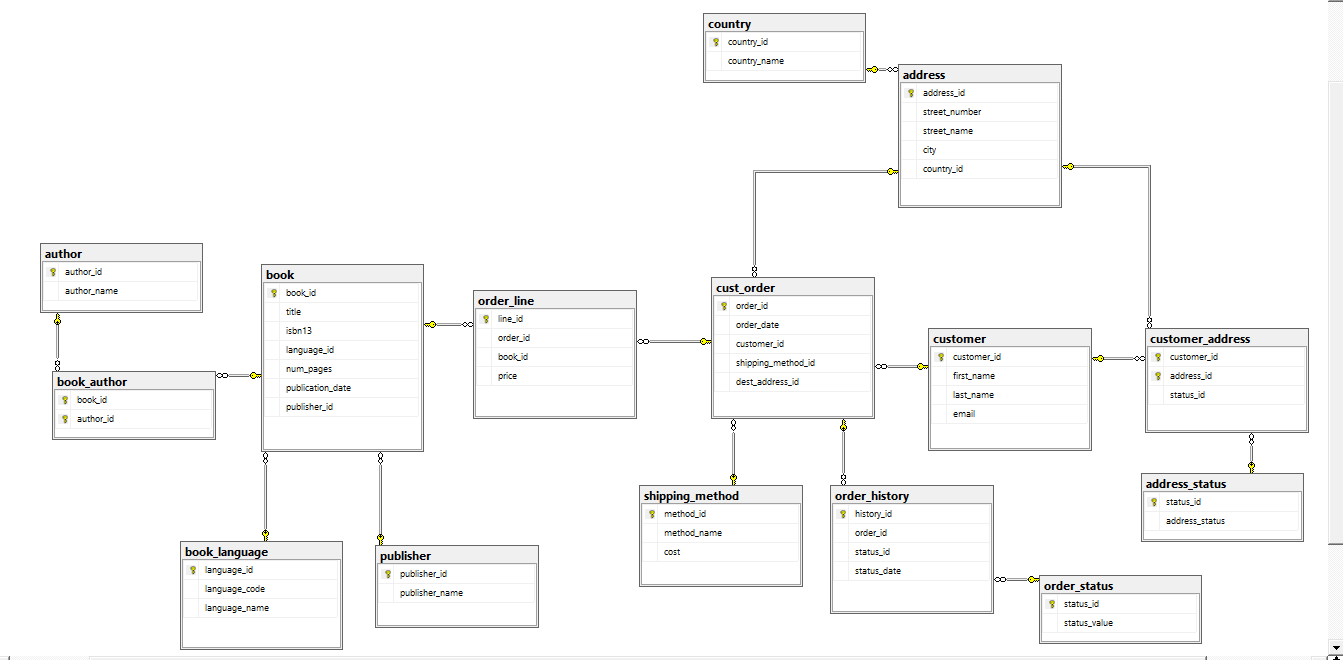 country
country_id
country_name
address
address_id
street_number
street_name
city
country_id
author
author_id
author_name
book
book_id
title
isbn13
language_id
num_pages
publication_date
publisher_id
order_line
line_id
order_id
book_id
price
cust_order
order_id
order_date
customer_id
shipping_method_id
dest_address_id
customer
customer_id
first_name
last_name
email
customer_address
customer_id
address_id
status_id
book_author
book_id
author_id
address_status
status_id
address_status
shipping_method
method_id
method_name
cost
order_history
history_id
order_id
status_id
status_date
book_language
language_id
language_code
language_name
publisher
publisher_id
publisher_name
order_status
status_id
status_value